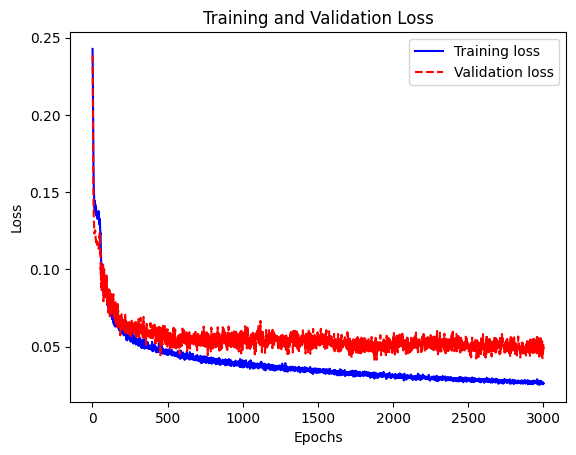 Training and Validation Loss
0.25
0.20
0.15
0.10
0.05
Loss
Training loss
Validation loss
0
500
1000
1500
2000
2500
3000
Epochs